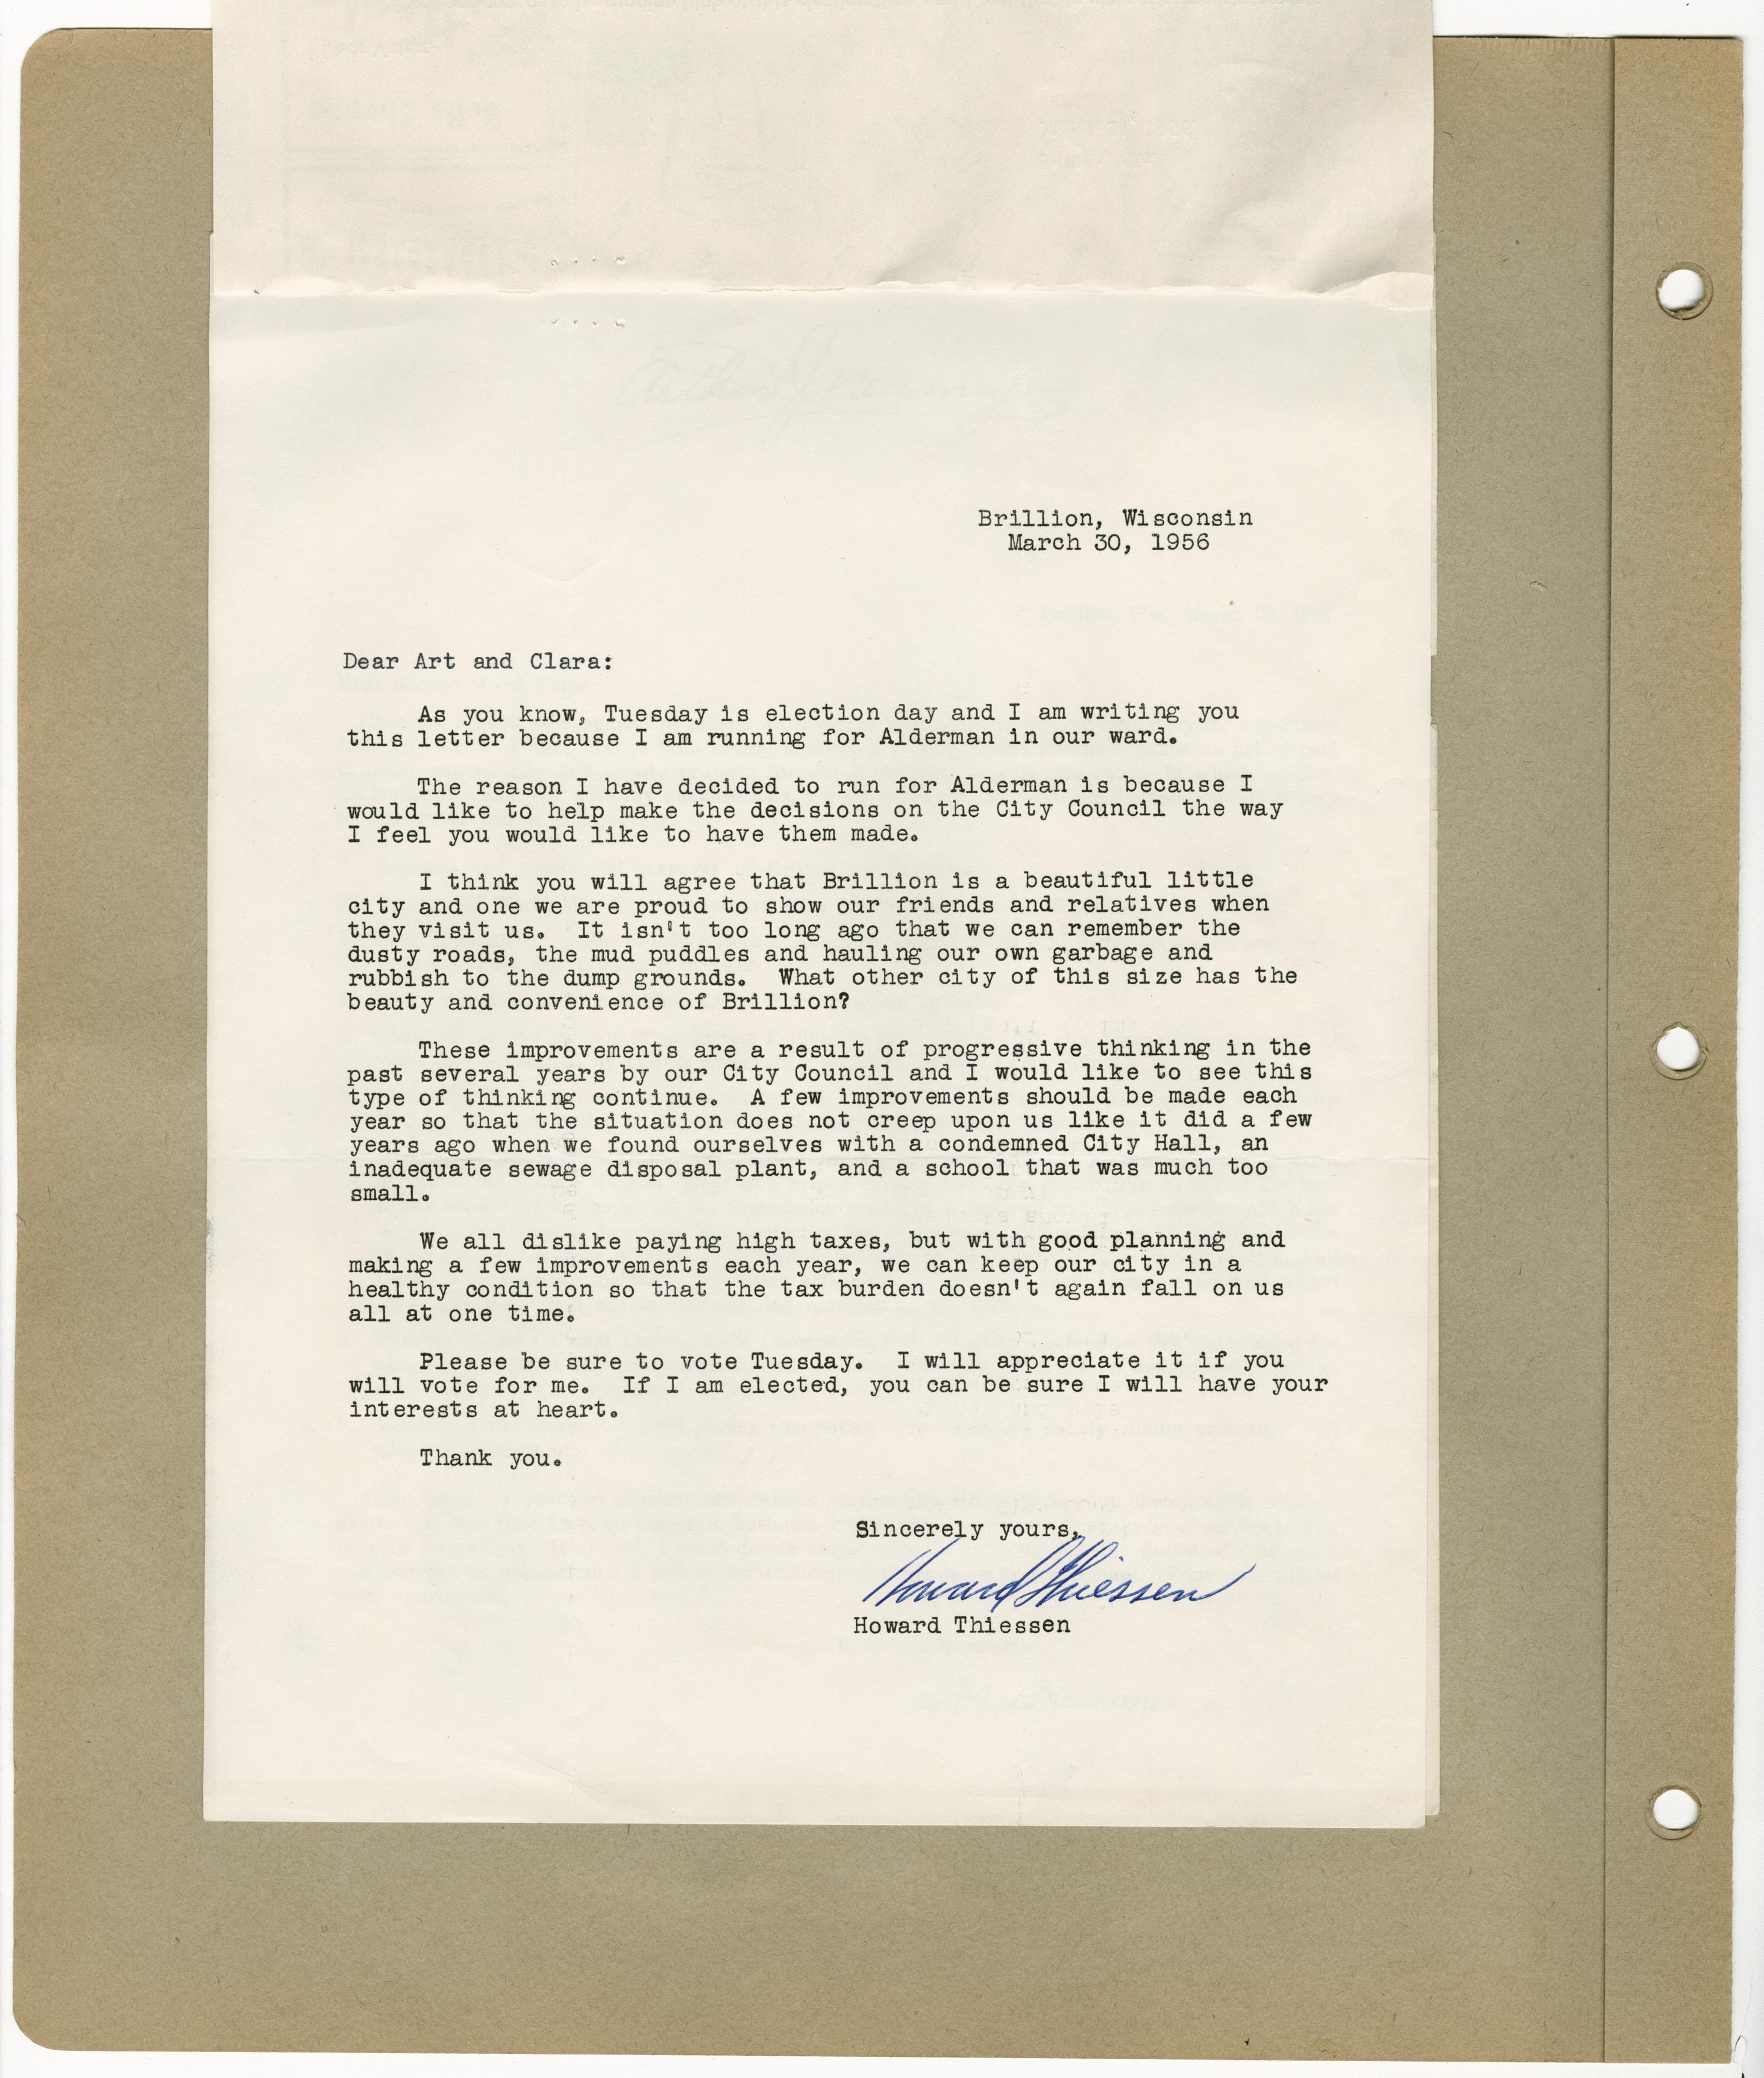 Brillion, Wisconsin
March 30, 1956
Dear Art and Clara:
As you know, Tuesday is election day and I am writing you
this letter because I am running for Alderman in our ward.
The reason I have decided to run for Alderman is because I
would like to help make the decisions on the City Council the way
I feel you would like to have them made.
I think you will agree that Brillion is a beautiful little
city and one we are proud to show our friends and relatives when
they visit us. It isn't too long ago that we can remember the
dusty roads, the mud puddles and hauling our own garbage and
rubbish to the dump grounds. What other city of this size has the
beauty and convenience of Brillion?
These improvements are a result of progressive thinking in the
past several years by our City Council and I would like to see this
type of thinking continue. A few improvements should be made each
year so that the situation does not creep upon us like it did a few
years ago when we found ourselves with a condemned City Hall, an
inadequate sewage disposal plant, and a school that was much too
small.
We all dislike paying high taxes, but with good planning and
making a few improvements each year, we can keep our city in a
healthy condition so that the tax burden doesn't again fall on us
all at one time.
Please be sure to vote Tuesday. I will appreciate it if you
will vote for me. If I am elected, you can be sure I will have your
interests at heart.
Thank you.
Sincerely yours,
Howard Thiessen
Howard Thiessen